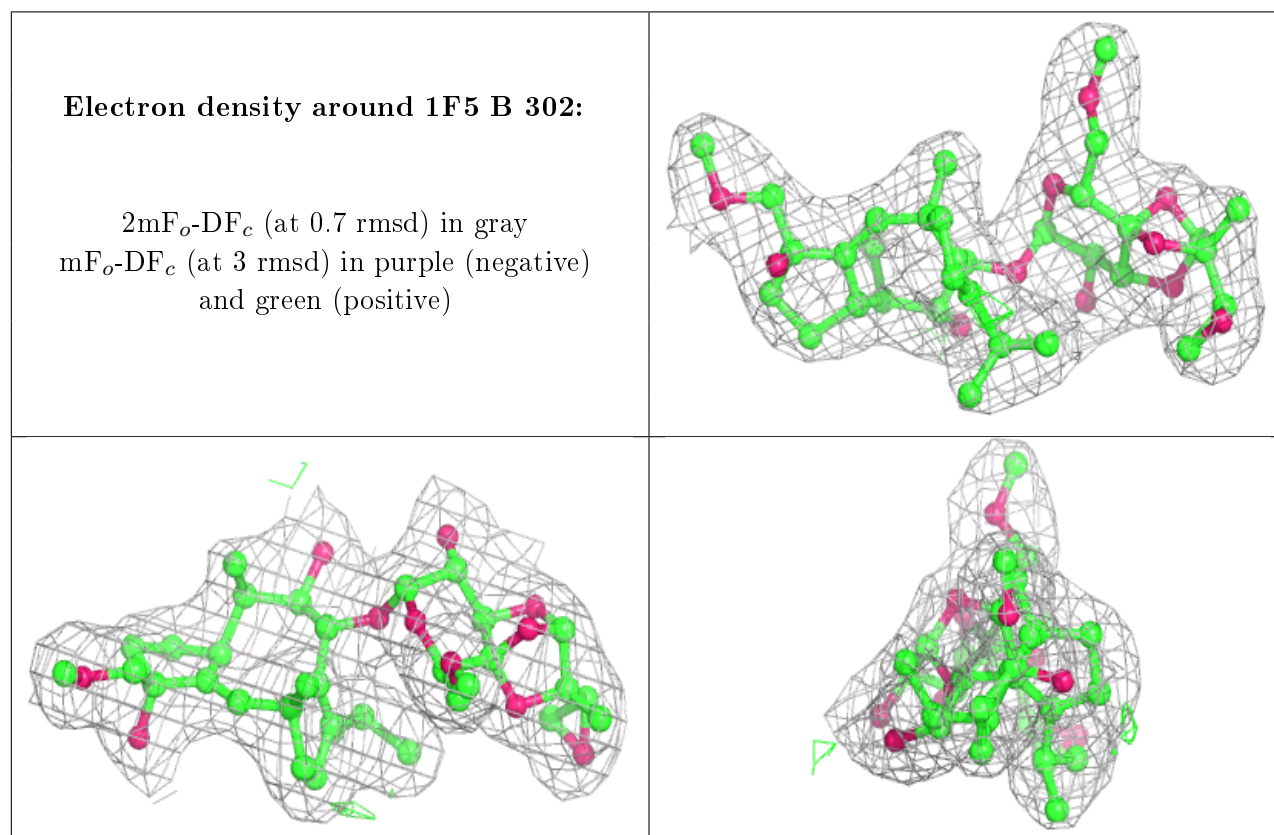 Electron density around 1F5 B 302:
2mFₒ-DF𝒸 (at 0.7 rmsd) in gray
mFₒ-DF𝒸 (at 3 rmsd) in purple (negative)
and green (positive)